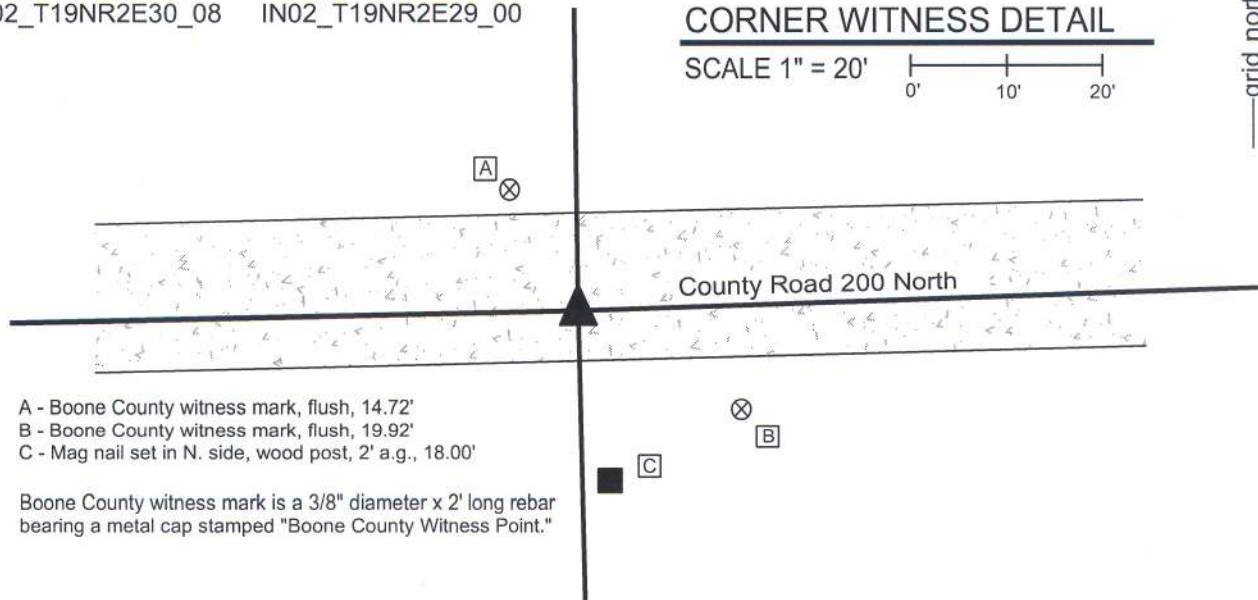 02_T19NR2E30_08 IN02_T19NR2E29_00
CORNER WITNESS DETAIL
SCALE 1" = 20'
0' 10' 20'
grid nor
A
County Road 200 North
A - Boone County witness mark, flush, 14.72'
B - Boone County witness mark, flush, 19.92'
C - Mag nail set in N. side, wood post, 2' a.g., 18.00'
B
C
Boone County witness mark is a 3/8" diameter x 2' long rebar
bearing a metal cap stamped "Boone County Witness Point."